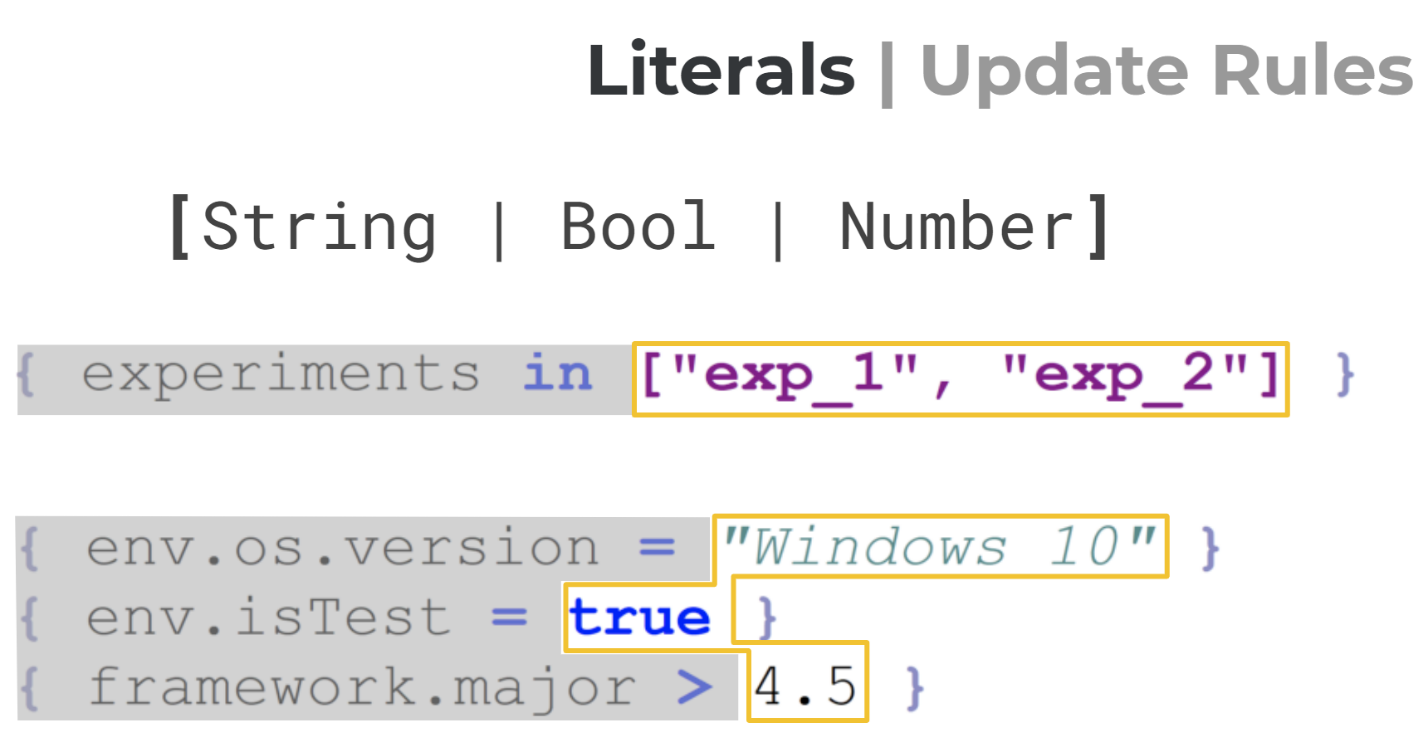 Literals | Update Rules
[String | Bool | Number]
{ experiments in ["exp_1", "exp_2"] }
{ env.os.version = "Windows 10" }
{ env.isTest = true }
{ framework.major > 4.5 }